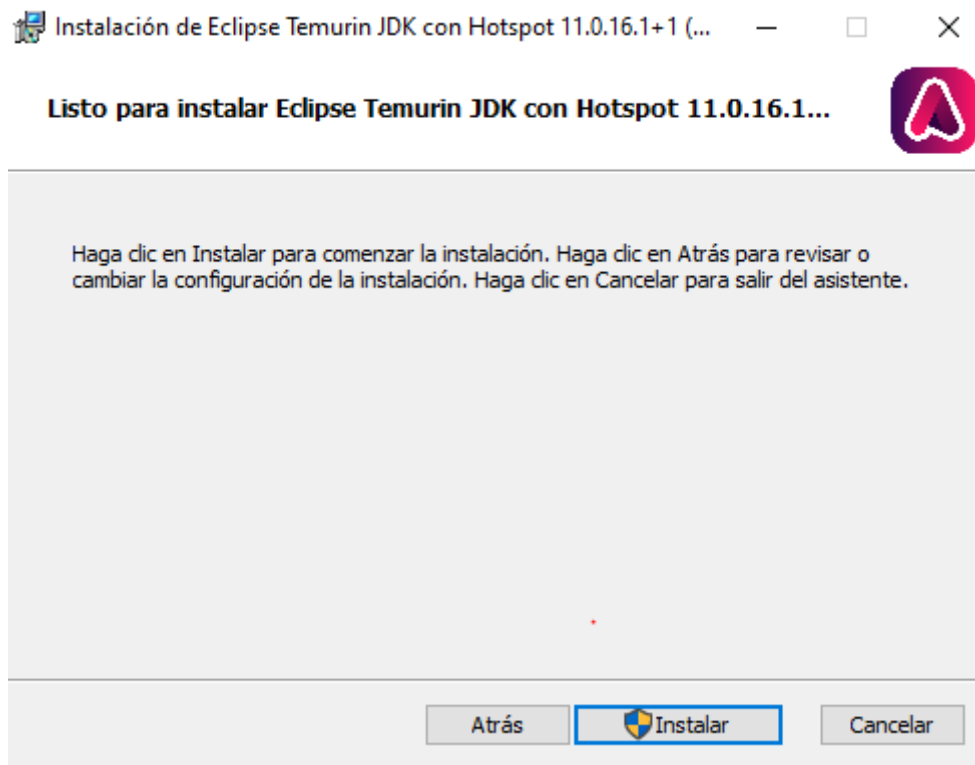 Instalación de Eclipse Temurin JDK con Hotspot 11.0.16.1+1 (...
Listo para instalar Eclipse Temurin JDK con Hotspot 11.0.16.1...
Haga clic en Instalar para comenzar la instalación. Haga clic en Atrás para revisar o
cambiar la configuración de la instalación. Haga clic en Cancelar para salir del asistente.
Atrás
Instalar
Cancelar